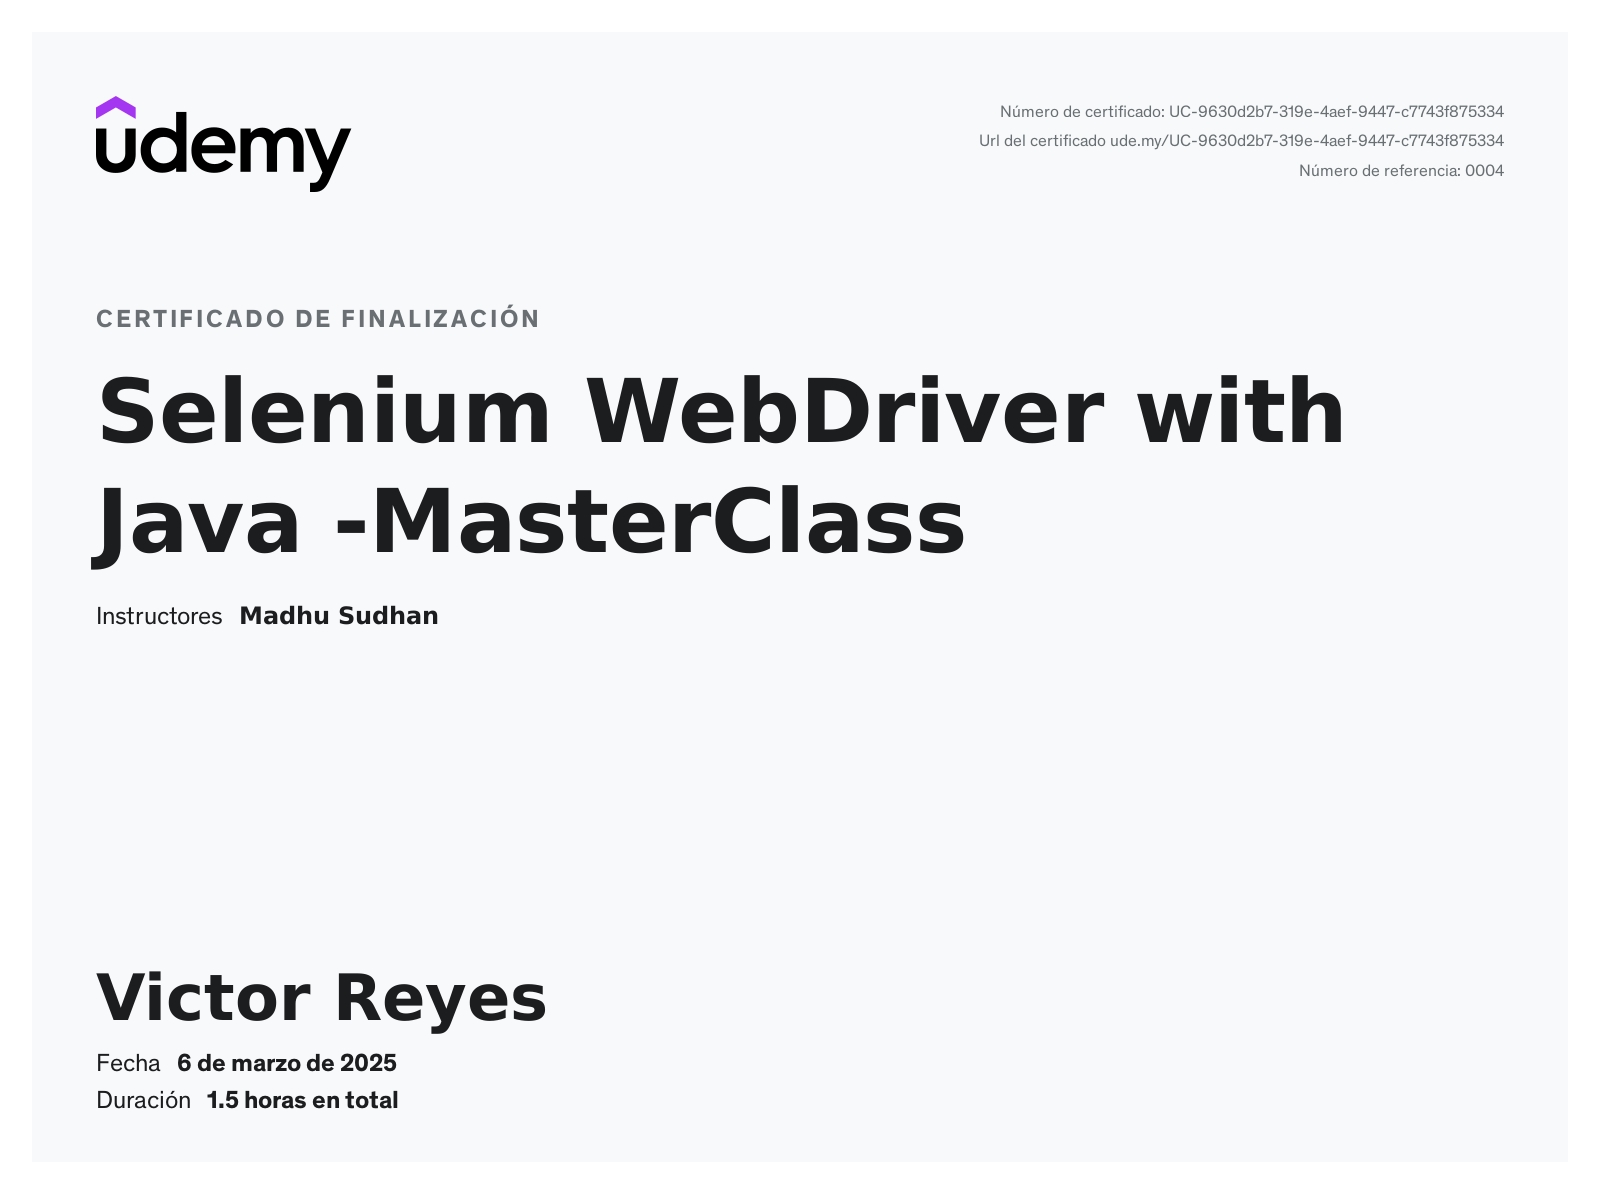 udemy
Número de certificado: UC-9630d2b7-319e-4aef-9447-c7743f875334
Url del certificado ude.my/UC-9630d2b7-319e-4aef-9447-c7743f875334
Número de referencia: 0004
CERTIFICADO DE FINALIZACIÓN
Selenium WebDriver with
Java -MasterClass
Instructores Madhu Sudhan
Victor Reyes
Fecha 6 de marzo de 2025
Duración 1.5 horas en total